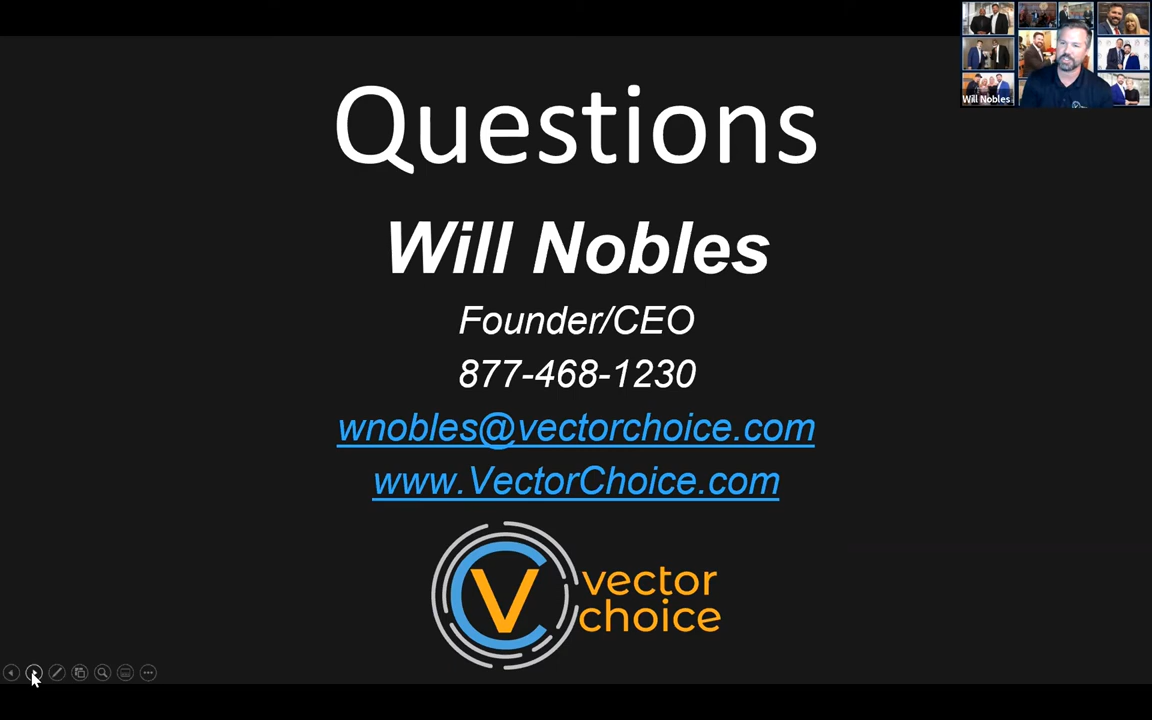 Will Nobles
Questions
Will Nobles
Founder/CEO
877-468-1230
wnobles@vectorchoice.com
www.VectorChoice.com
V
vector
choice